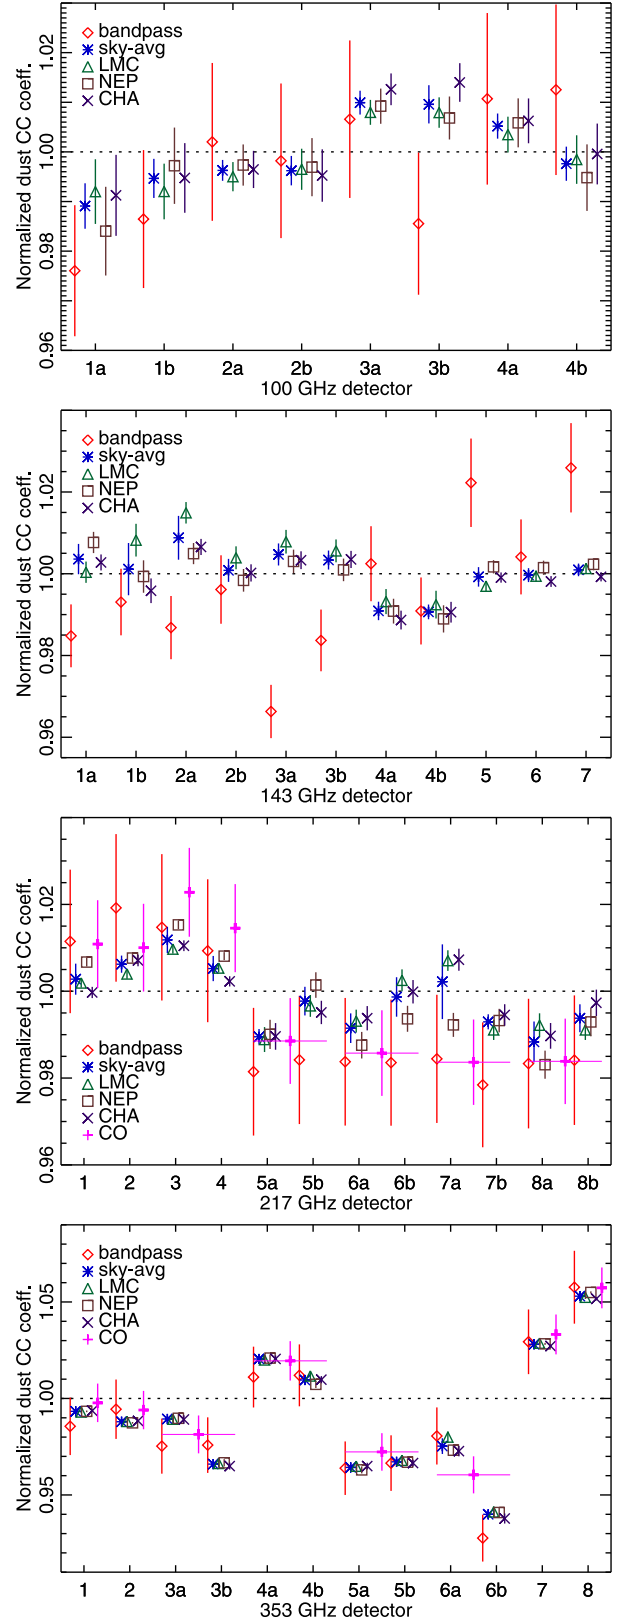 Normalized dust CC coeff.
1.02
1.00
0.98
0.96
bandpass
sky-avg
LMC
NEP
CHA
1a 1b 2a 2b 3a 3b 4a 4b
100 GHz detector
Normalized dust CC coeff.
1.02
1.00
0.98
0.96
bandpass
sky-avg
LMC
NEP
CHA
1a 1b 2a 2b 3a 3b 4a 4b 5 6 7
143 GHz detector
Normalized dust CC coeff.
1.02
1.00
0.98
0.96
bandpass
sky-avg
LMC
NEP
CHA
CO
1 2 3 4 5a 5b 6a 6b 7a 7b 8a 8b
217 GHz detector
Normalized dust CC coeff.
1.05
1.00
0.95
bandpass
sky-avg
LMC
NEP
CHA
CO
1 2 3a 3b 4a 4b 5a 5b 6a 6b 7 8
353 GHz detector